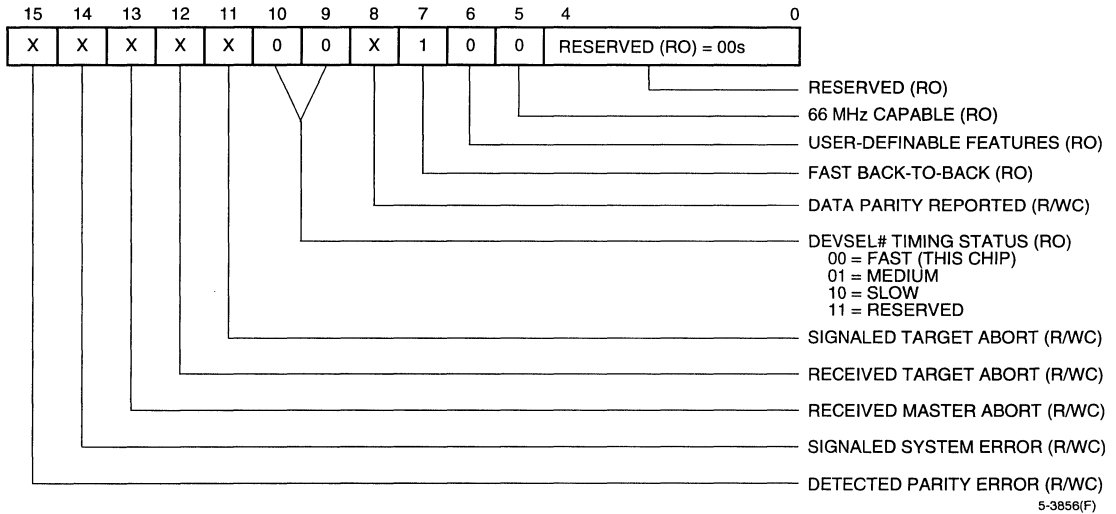 15 14 13 12 11 10 9 8 7 6 5 4 0
X X X X X 0 0 X 1 0 0 RESERVED (RO) = 00s
RESERVED (RO)
66 MHz CAPABLE (RO)
USER-DEFINABLE FEATURES (RO)
FAST BACK-TO-BACK (RO)
DATA PARITY REPORTED (R/WC)
DEVSEL# TIMING STATUS (RO)
00 = FAST (THIS CHIP)
01 = MEDIUM
10 = SLOW
11 = RESERVED
SIGNALED TARGET ABORT (R/WC)
RECEIVED TARGET ABORT (R/WC)
RECEIVED MASTER ABORT (R/WC)
SIGNALED SYSTEM ERROR (R/WC)
DETECTED PARITY ERROR (R/WC)
5-3856(F)